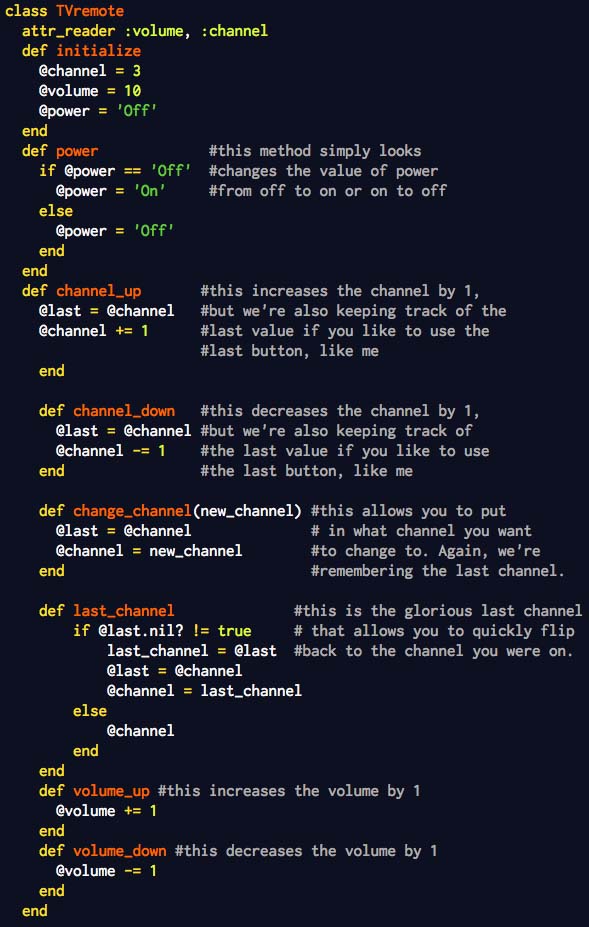 class TVremote
  attr_reader :volume, :channel
  def initialize
    @channel = 3
    @volume = 10
    @power = 'Off'
  end
  def power             #this method simply looks
    if @power == 'Off'  #changes the value of power
      @power = 'On'     #from off to on or on to off
    else
      @power = 'Off'
    end
  end
  def channel_up       #this increases the channel by 1,
    @last = @channel   #but we're also keeping track of the
    @channel += 1      #last value if you like to use the
                       #last button, like me
    end

    def channel_down   #this decreases the channel by 1,
      @last = @channel #but we're also keeping track of
      @channel -= 1    #the last value if you like to use
    end                #the last button, like me

    def change_channel(new_channel) #this allows you to put
      @last = @channel              # in what channel you want
      @channel = new_channel        #to change to. Again, we're
    end                             #remembering the last channel.

    def last_channel              #this is the glorious last channel
        if @last.nil? != true     # that allows you to quickly flip
            last_channel = @last  #back to the channel you were on.
            @last = @channel
            @channel = last_channel
        else
            @channel
        end
    end
    def volume_up #this increases the volume by 1
      @volume += 1
    end
    def volume_down #this decreases the volume by 1
      @volume -= 1
    end
  end